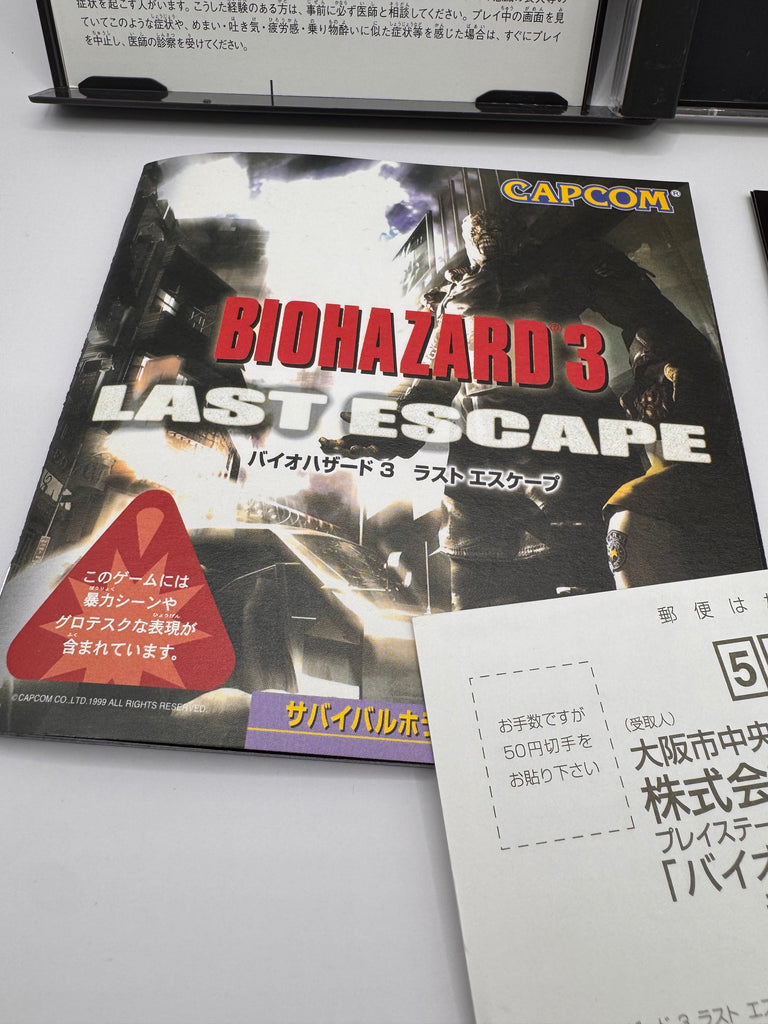 症状を起こす人がいます。こうした経験のある方は、事前に必ず医師と相談してください。プレイ中の画面を見
ていてこのような症状や、めまい・吐き気・疲労感・乗り物酔いに似た症状等を感じた場合は、すぐにプレイ
を中止し、医師の診察を受けてください。
CAPCOM®
BIOHAZARD® 3
LAST ESCAPE
バイオハザード 3 ラスト エスケープ
このゲームには
暴力シーンや
グロテスクな表現が
含まれています。
©CAPCOM CO.,LTD.1999 ALL RIGHTS RESERVED.
サバイバルホラ
郵便は
5
お手数ですが
50円切手を
お貼り下さい
(受取人)
大阪市中央
株式会
プレイステー
「バイオ
ード 3 ラスト エス